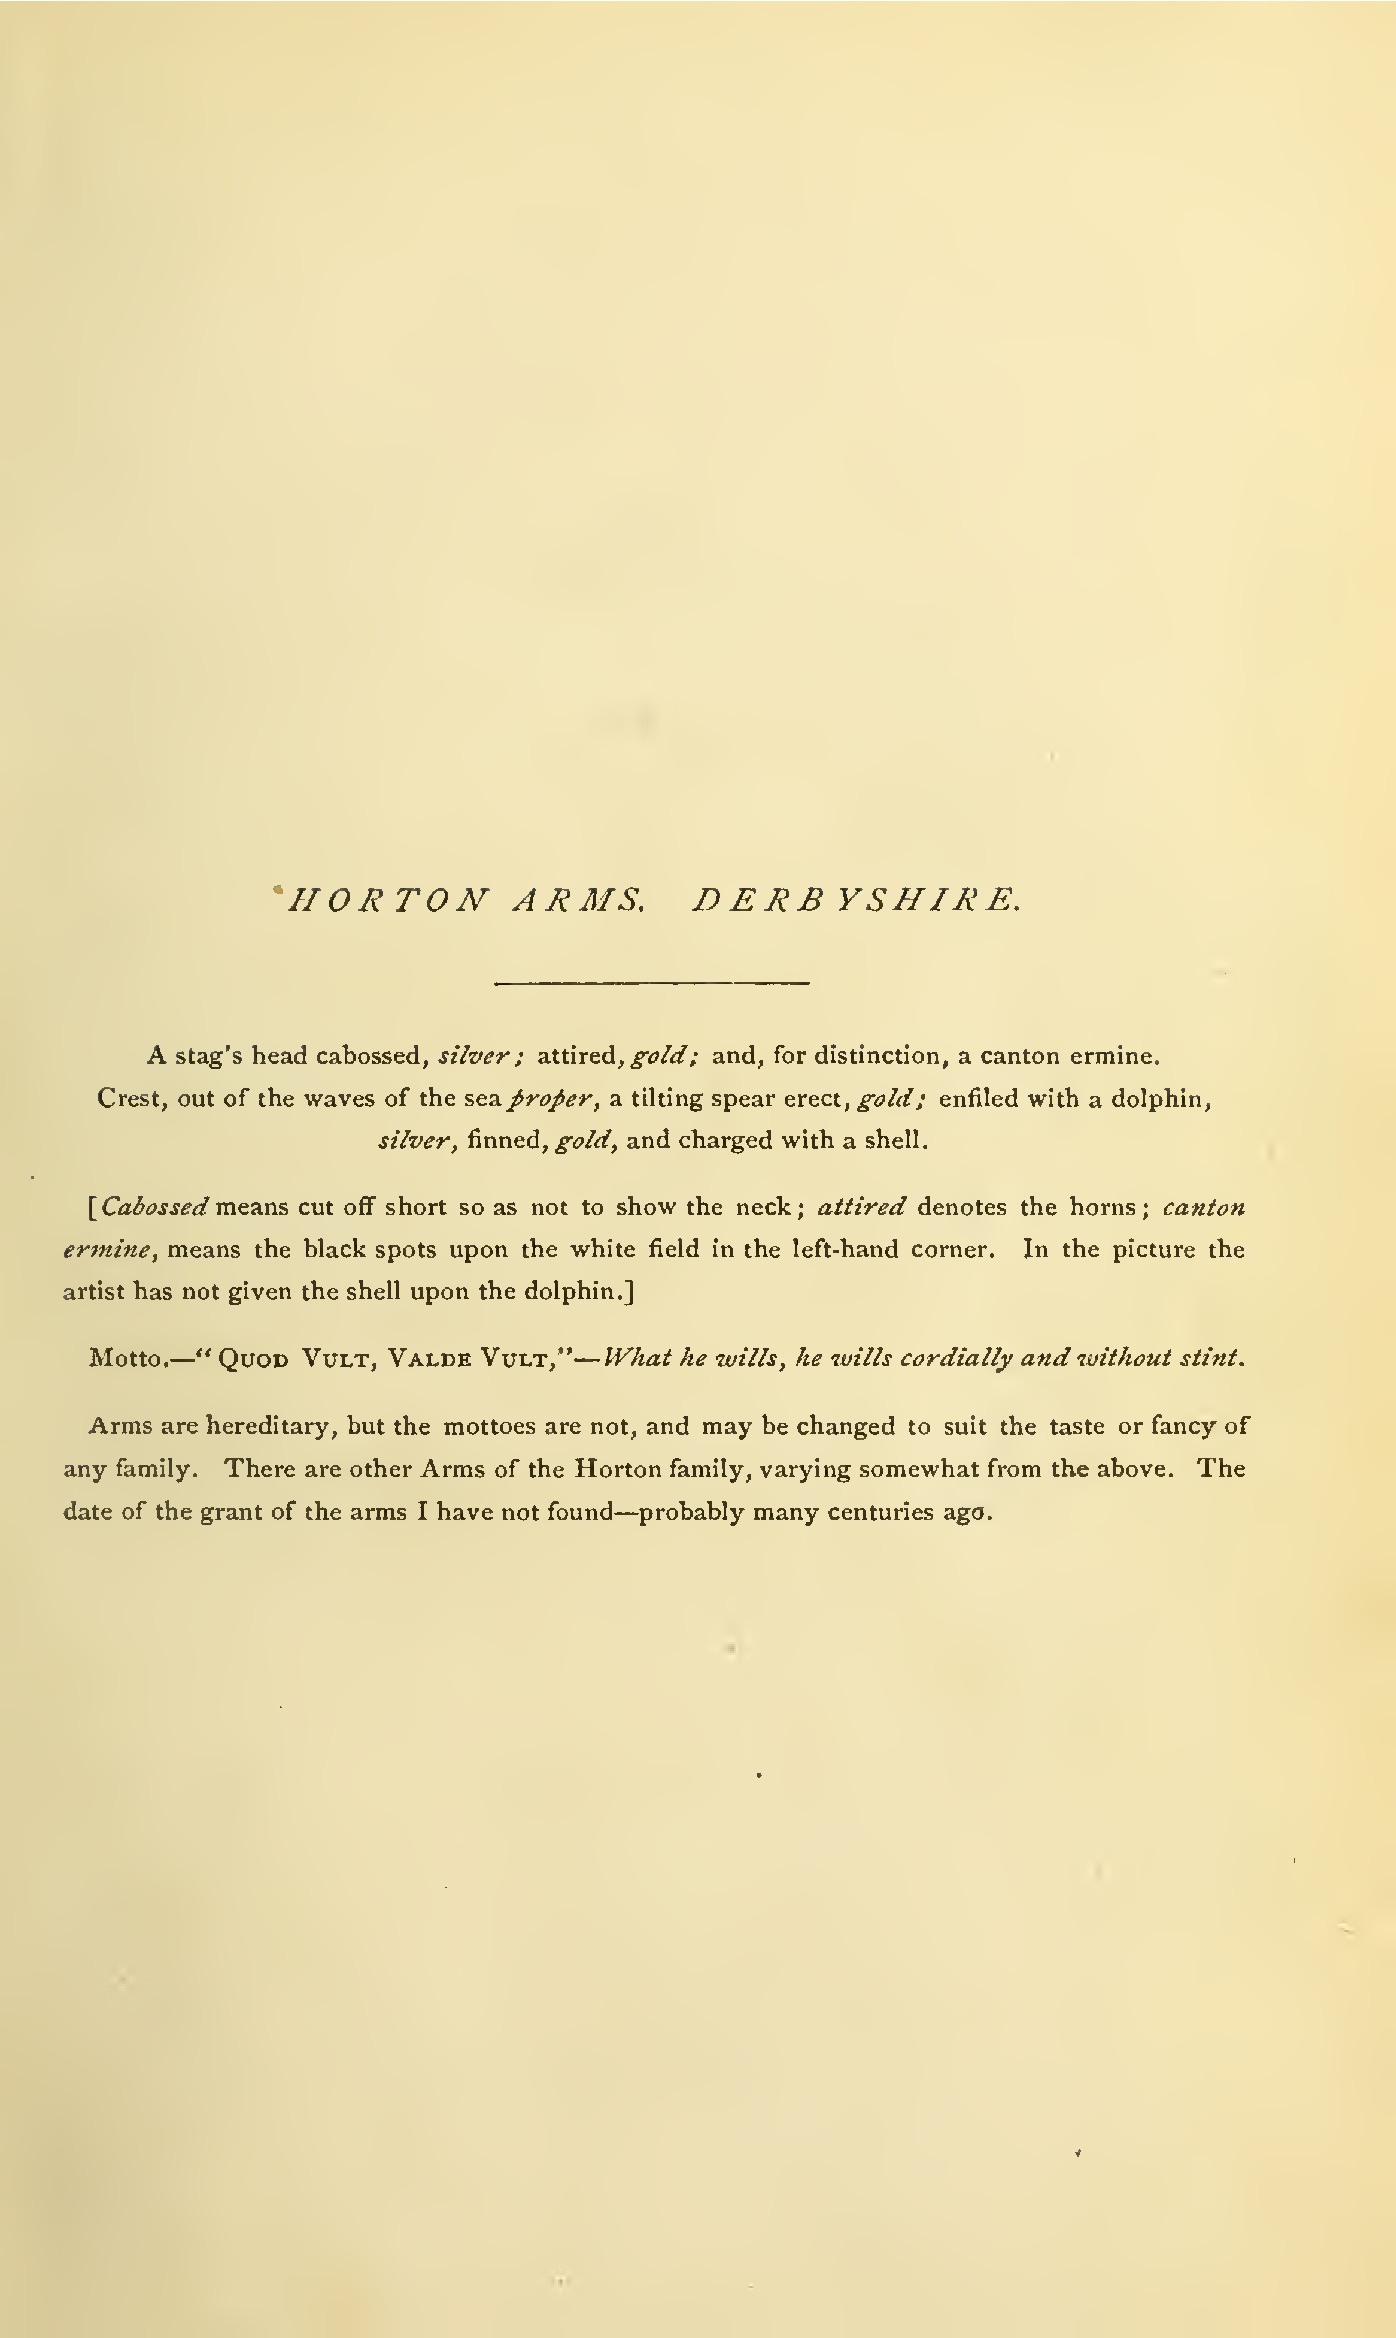 HORTON ARMS. DERBYSHIRE.
A stag's head cabossed, silver; attired, gold; and, for distinction, a canton ermine.
Crest, out of the waves of the sea proper, a tilting spear erect, gold; enfiled with a dolphin,
silver, finned, gold, and charged with a shell.
[Cabossed means cut off short so as not to show the neck; attired denotes the horns; canton
ermine, means the black spots upon the white field in the left-hand corner. In the picture the
artist has not given the shell upon the dolphin.]
Motto.—"QUOD VULT, VALDE VULT,"—What he wills, he wills cordially and without stint.
Arms are hereditary, but the mottoes are not, and may be changed to suit the taste or fancy of
any family. There are other Arms of the Horton family, varying somewhat from the above. The
date of the grant of the arms I have not found—probably many centuries ago.